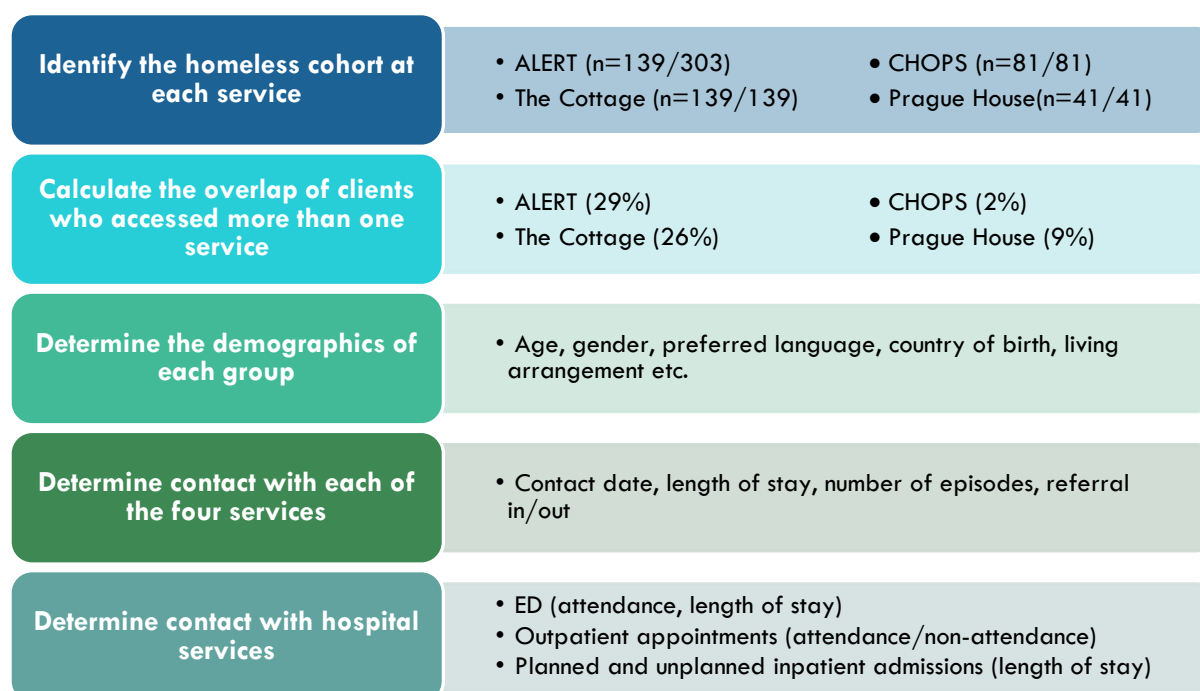 Identify the homeless cohort at
each service
• ALERT (n=139/303)
• The Cottage (n=139/139)
• CHOPS (n=81/81)
• Prague House(n=41/41)
Calculate the overlap of clients
who accessed more than one
service
• ALERT (29%)
• The Cottage (26%)
• CHOPS (2%)
• Prague House (9%)
Determine the demographics of
each group
• Age, gender, preferred language, country of birth, living
arrangement etc.
Determine contact with each of
the four services
• Contact date, length of stay, number of episodes, referral
in/out
Determine contact with hospital
services
• ED (attendance, length of stay)
• Outpatient appointments (attendance/non-attendance)
• Planned and unplanned inpatient admissions (length of stay)